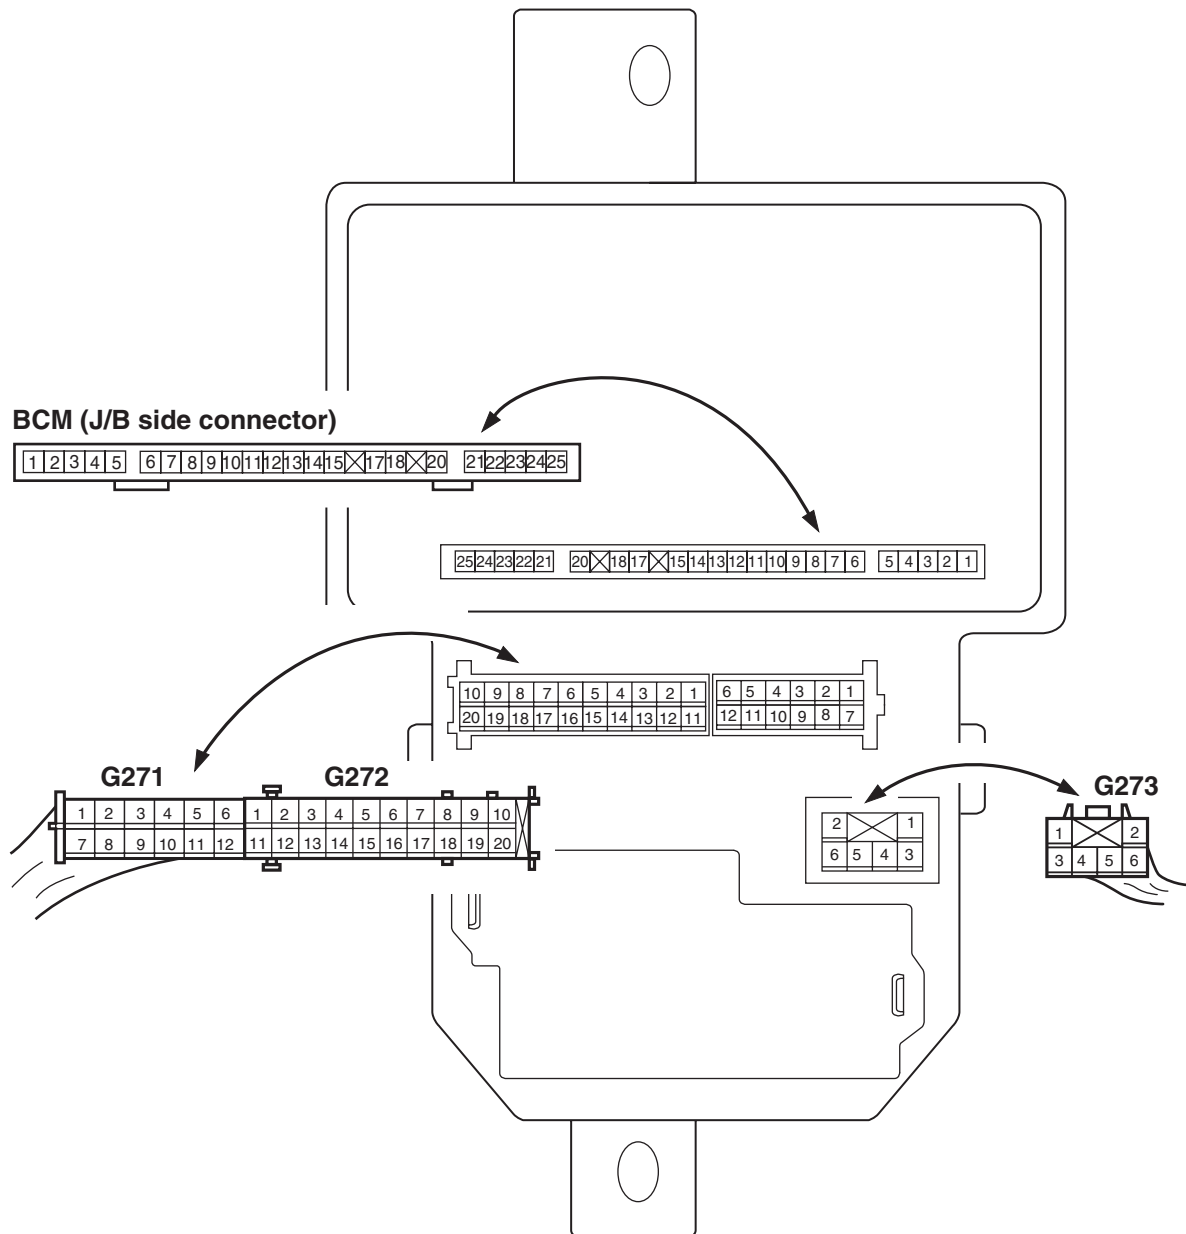 BCM (J/B side connector)
1 2 3 4 5 6 7 8 9 10 11 12 13 14 15 17 18 20 21 22 23 24 25
25 24 23 22 21 20 18 17 15 14 13 12 11 10 9 8 7 6 5 4 3 2 1
10 9 8 7 6 5 4 3 2 1 6 5 4 3 2 1
20 19 18 17 16 15 14 13 12 11 12 11 10 9 8 7
G271 G272
1 2 3 4 5 6 1 2 3 4 5 6 7 8 9 10
7 8 9 10 11 12 11 12 13 14 15 16 17 18 19 20
2 1
6 5 4 3
G273
1 2
3 4 5 6